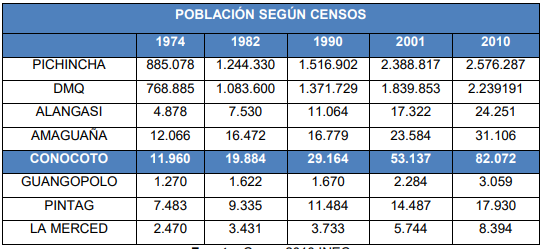 POBLACIÓN SEGÚN CENSOS
1974 1982 1990 2001 2010
PICHINCHA 885.078 1.244.330 1.516.902 2.388.817 2.576.287
DMQ 768.885 1.083.600 1.371.729 1.839.853 2.239191
ALANGASI 4.878 7.530 11.064 17.322 24.251
AMAGUAÑA 12.066 16.472 16.779 23.584 31.106
CONOCOTO 11.960 19.884 29.164 53.137 82.072
GUANGOPOLO 1.270 1.622 1.670 2.284 3.059
PINTAG 7.483 9.335 11.484 14.487 17.930
LA MERCED 2.470 3.431 3.733 5.744 8.394